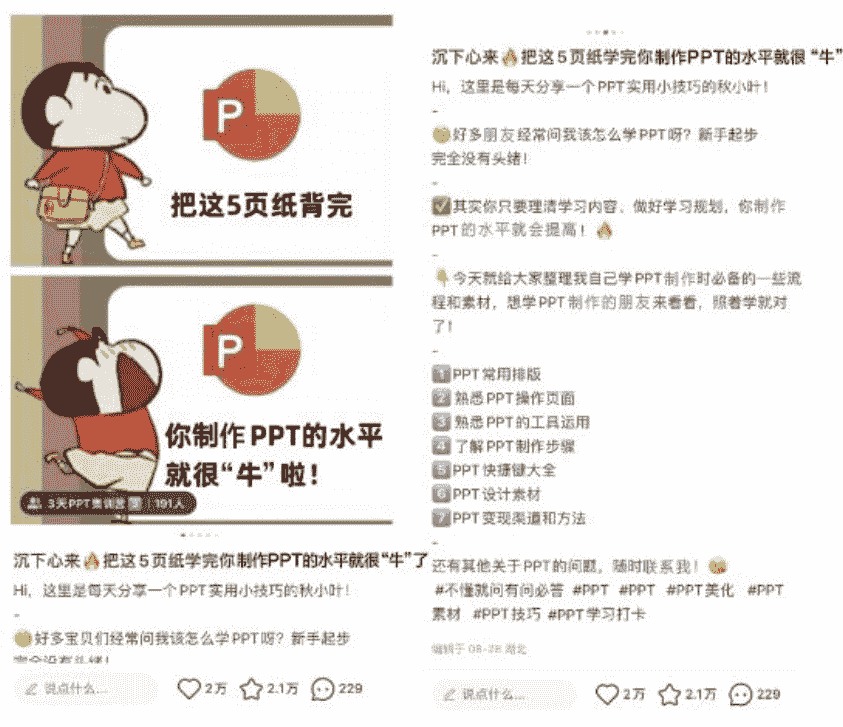 P
把这5页纸背完
P
你制作PPT的水平
就很“牛”啦！
沉下心来🔥把这5页纸学完你制作PPT的水平就很“牛”了
Hi，这里是每天分享一个PPT实用小技巧的秋小叶！
-
好多宝贝们经常问我该怎么学PPT呀？新手起步
完全没有头绪！
说点什么...
2万
2.1万
229
沉下心来🔥把这5页纸学完你制作PPT的水平就很“牛”
Hi，这里是每天分享一个PPT实用小技巧的秋小叶！
-
好多朋友经常问我该怎么学PPT呀？新手起步
完全没有头绪！
-
✅其实你只要理清学习内容、做好学习规划，你制作
PPT的水平就会提高！🔥
-
👇今天就给大家整理我自己学PPT制作时必备的一些流
程和素材，想学PPT制作的朋友来看看，照着学就对
了！
-
1️⃣PPT常用排版
2️⃣熟悉PPT操作页面
3️⃣熟悉PPT的工具运用
4️⃣了解PPT制作步骤
5️⃣PPT快捷键大全
6️⃣PPT设计素材
7️⃣PPT变现渠道和方法
-
还有其他关于PPT的问题，随时联系我！
#不懂就问有问必答 #PPT #PPT #PPT美化 #PPT
素材 #PPT技巧 #PPT学习打卡
编辑于 08-28 湖北
说点什么...
2万
2.1万
229